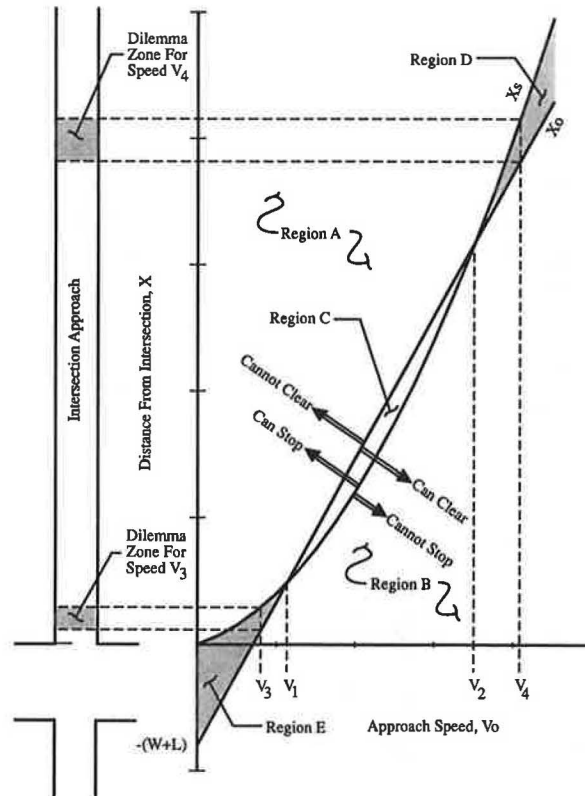 Dilemma
Zone For
Speed V4
Region D
Xs
Xo
Region A
Intersection Approach
Distance From Intersection, X
Region C
Cannot Clear
Can Stop
Can Clear
Cannot Stop
Dilemma
Zone For
Speed V3
Region B
V3
V1
V2
V4
Region E
Approach Speed, Vo
-(W+L)